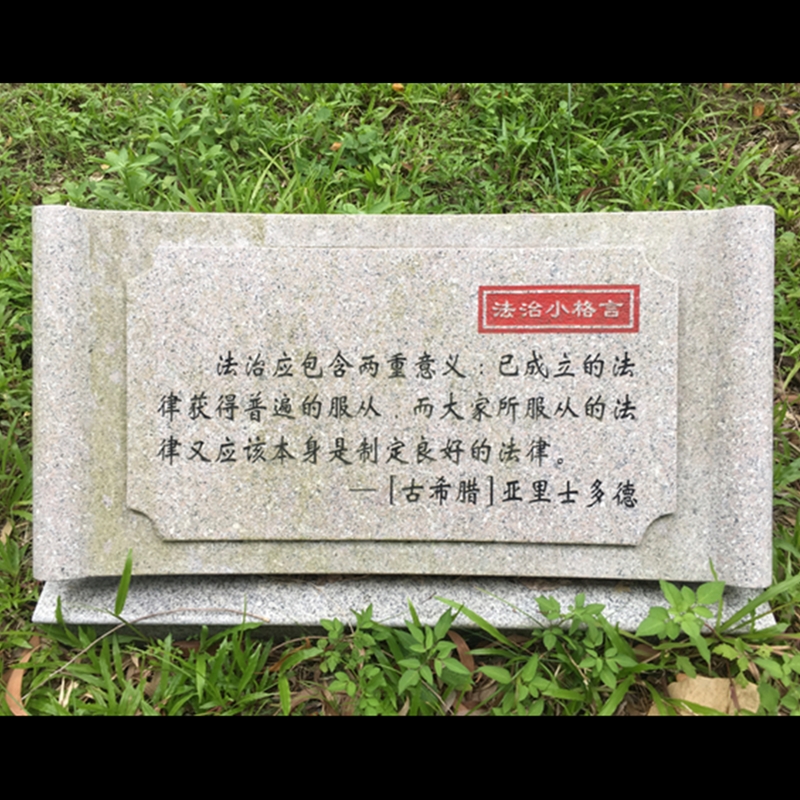 法治小格言
法治应包含两重意义：已成立的法
律获得普遍的服从，而大家所服从的法
律又应该本身是制定良好的法律。
—[古希腊]亚里士多德